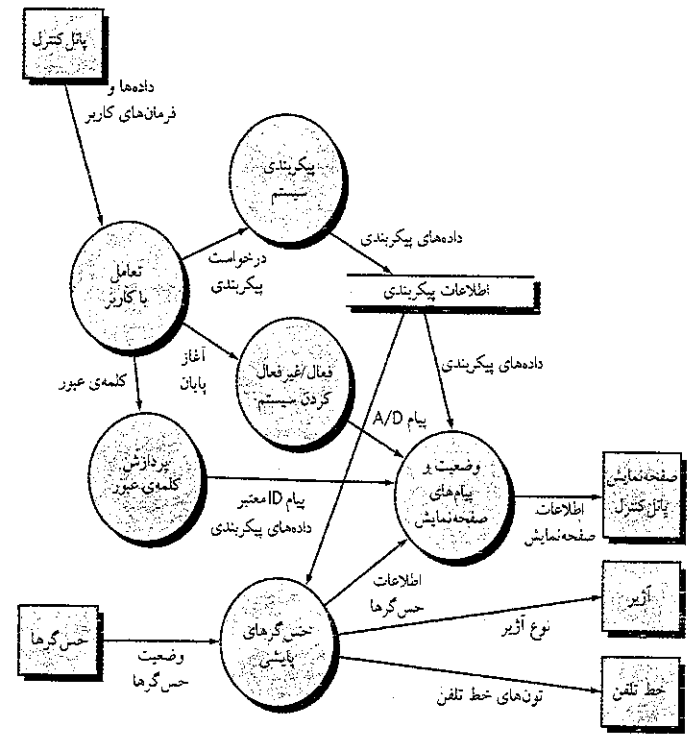 پانل کنترل
داده‌ها و
فرمان‌های کاربر
پیکربندی
سیستم
تعامل
با کاربر
درخواست
پیکربندی
داده‌های پیکربندی
اطلاعات پیکربندی
آغاز
پایان
فعال/غیرفعال
کردن سیستم
داده‌های پیکربندی
کلمه‌ی عبور
پیام A/D
پردازش
کلمه‌ی عبور
پیام ID معتبر
داده‌های پیکربندی
وضعیت بر
پیام‌های
صفحه‌نمایش
اطلاعات
صفحه‌نمایش
صفحه‌نمایش
پانل کنترل
اطلاعات
حس‌گرها
حس‌گرها
وضعیت
حس‌گرها
حس‌گرهای
پایشی
نوع آژیر
آژیر
تون‌های خط تلفن
خط تلفن